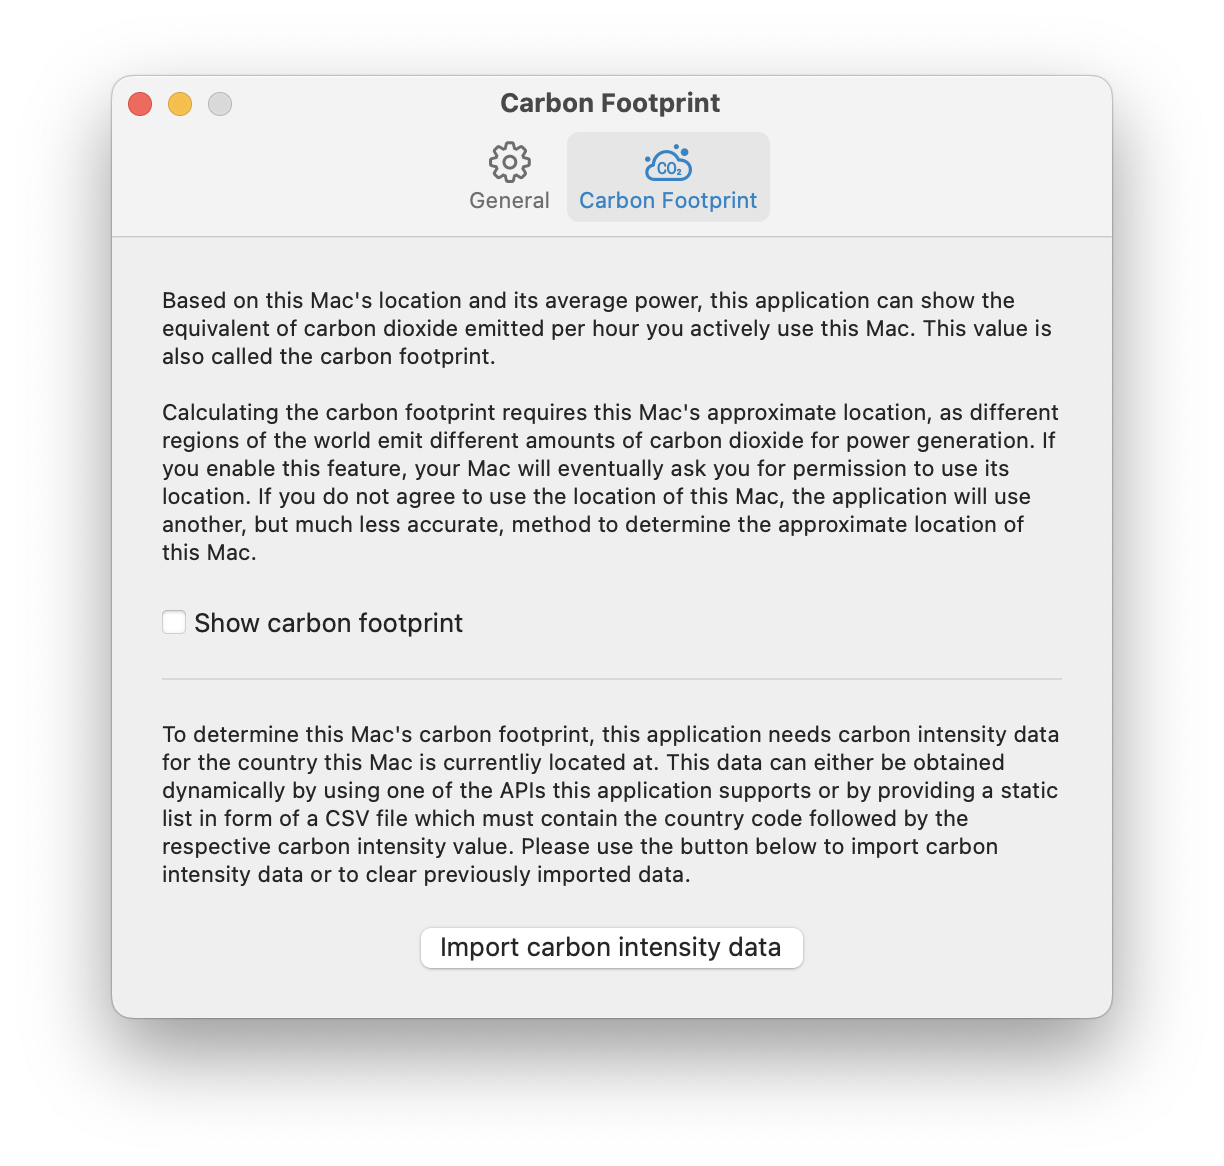 Carbon Footprint
CO₂
General
Carbon Footprint
Based on this Mac's location and its average power, this application can show the
equivalent of carbon dioxide emitted per hour you actively use this Mac. This value is
also called the carbon footprint.
Calculating the carbon footprint requires this Mac's approximate location, as different
regions of the world emit different amounts of carbon dioxide for power generation. If
you enable this feature, your Mac will eventually ask you for permission to use its
location. If you do not agree to use the location of this Mac, the application will use
another, but much less accurate, method to determine the approximate location of
this Mac.
Show carbon footprint
To determine this Mac's carbon footprint, this application needs carbon intensity data
for the country this Mac is currentliy located at. This data can either be obtained
dynamically by using one of the APIs this application supports or by providing a static
list in form of a CSV file which must contain the country code followed by the
respective carbon intensity value. Please use the button below to import carbon
intensity data or to clear previously imported data.
Import carbon intensity data